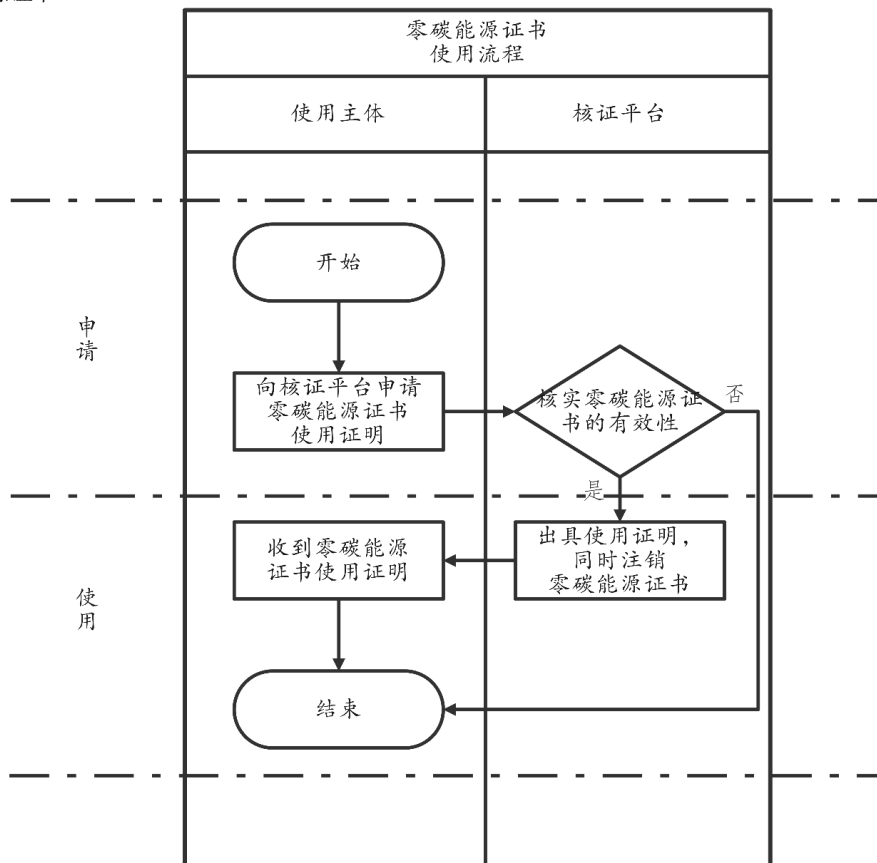 零碳能源证书
使用流程
使用主体
核证平台
申
请
开始
向核证平台申请
零碳能源证书
使用证明
核实零碳能源证
书的有效性
否
是
使
用
收到零碳能源
证书使用证明
出具使用证明，
同时注销
零碳能源证书
结束